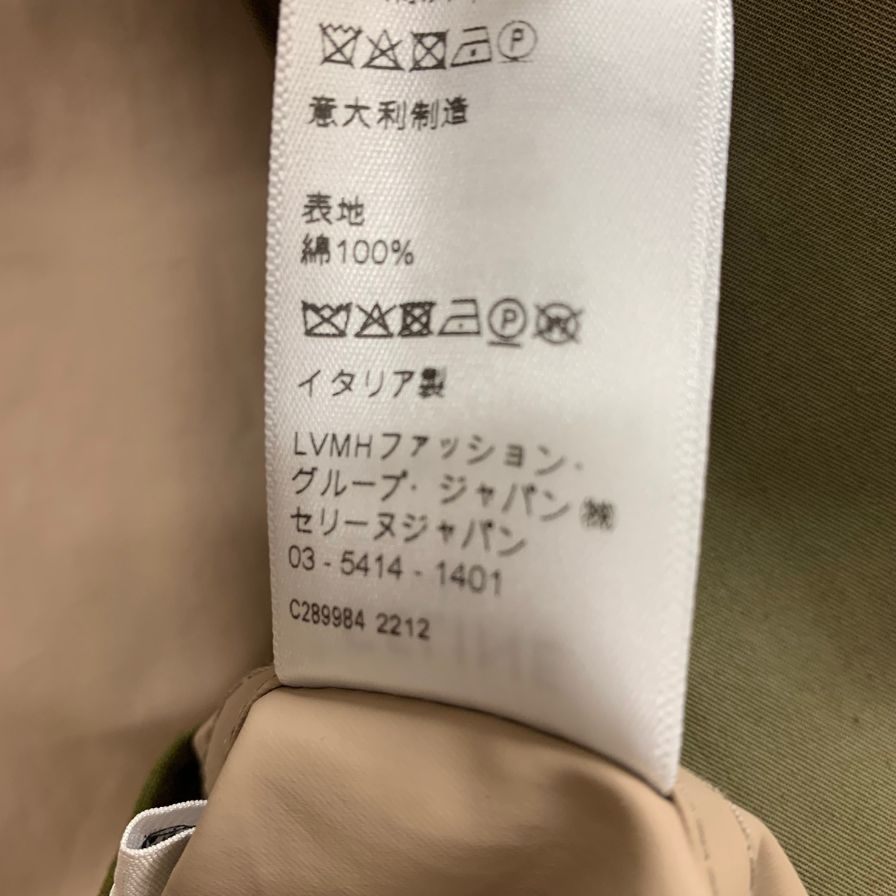 意大利制造
表地
綿100%
イタリア製
LVMHファッション・
グループ・ジャパン㈱
セリーヌジャパン
03 - 5414 - 1401
C289984 2212